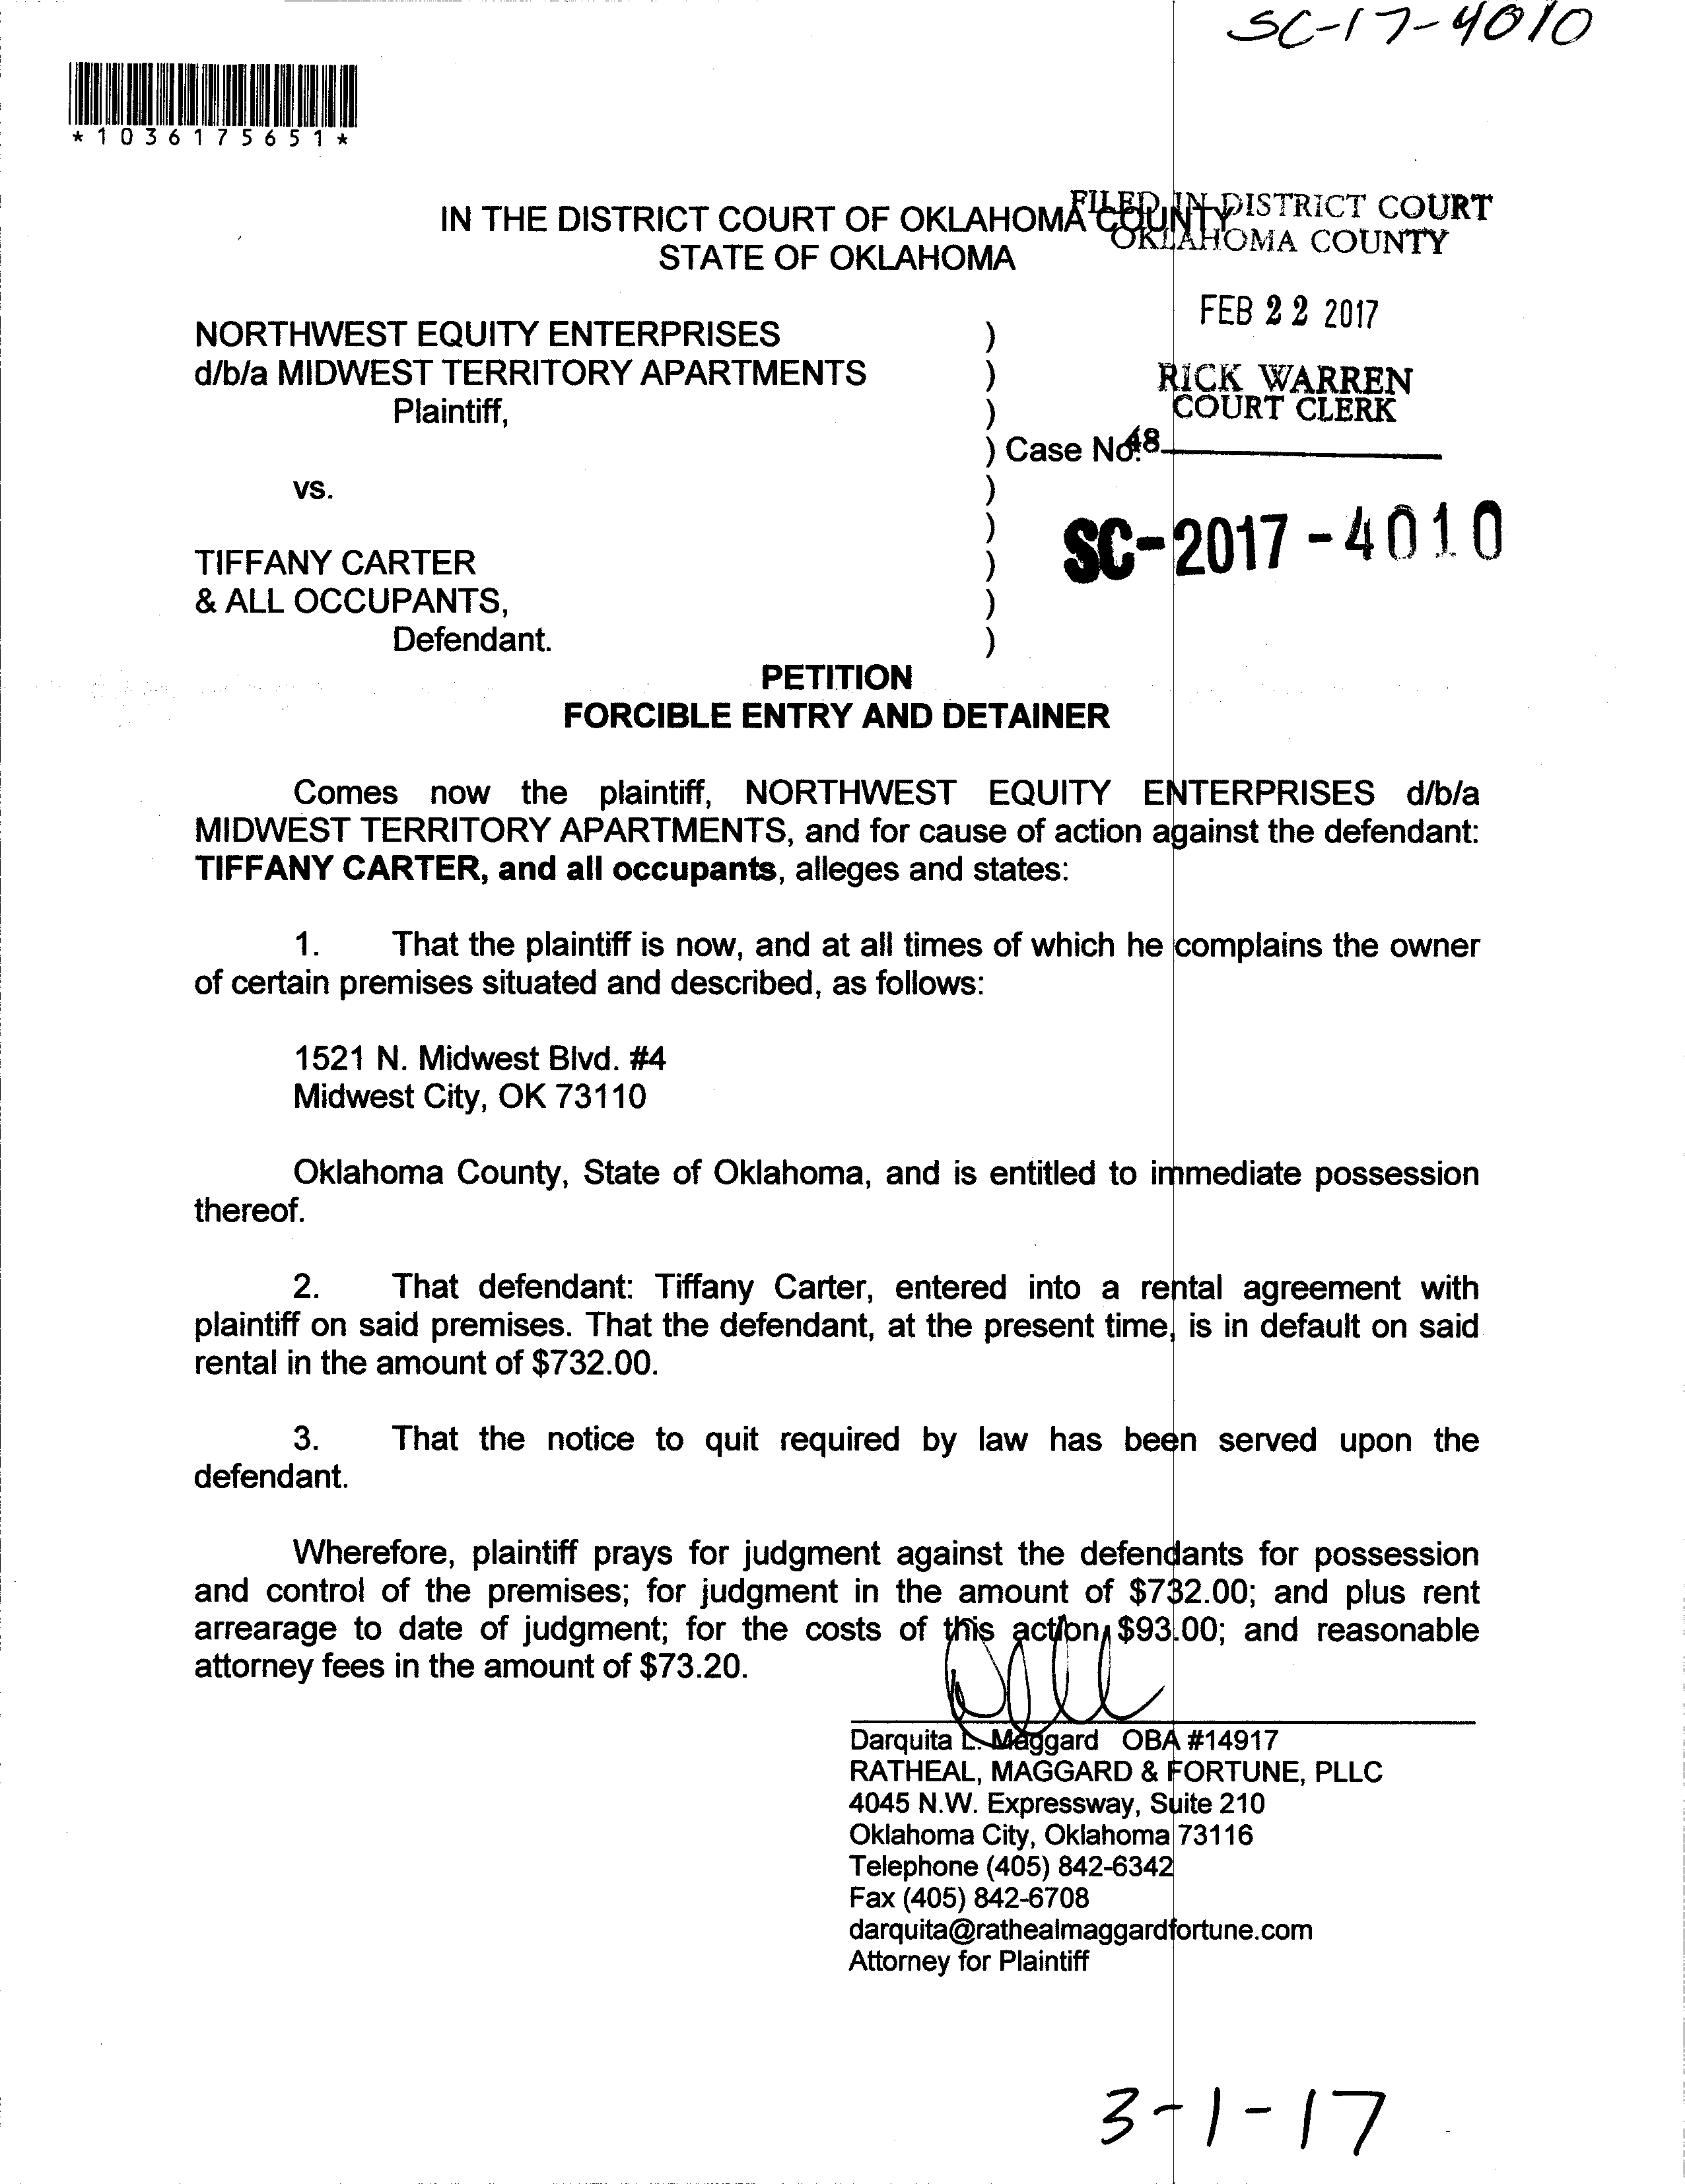 SC-17-4010
*1036175651*
IN THE DISTRICT COURT OF OKLAHOMA COUNTY
STATE OF OKLAHOMA
FILED IN DISTRICT COURT
OKLAHOMA COUNTY
FEB 22 2017
RICK WARREN
COURT CLERK
48
NORTHWEST EQUITY ENTERPRISES )
d/b/a MIDWEST TERRITORY APARTMENTS )
Plaintiff, )
) Case No.
vs. )
)
SC-2017-4010
TIFFANY CARTER )
& ALL OCCUPANTS, )
Defendant. )
PETITION
FORCIBLE ENTRY AND DETAINER
Comes now the plaintiff, NORTHWEST EQUITY ENTERPRISES d/b/a
MIDWEST TERRITORY APARTMENTS, and for cause of action against the defendant:
TIFFANY CARTER, and all occupants, alleges and states:
1. That the plaintiff is now, and at all times of which he complains the owner
of certain premises situated and described, as follows:
1521 N. Midwest Blvd. #4
Midwest City, OK 73110
Oklahoma County, State of Oklahoma, and is entitled to immediate possession
thereof.
2. That defendant: Tiffany Carter, entered into a rental agreement with
plaintiff on said premises. That the defendant, at the present time, is in default on said
rental in the amount of $732.00.
3. That the notice to quit required by law has been served upon the
defendant.
Wherefore, plaintiff prays for judgment against the defendants for possession
and control of the premises; for judgment in the amount of $732.00; and plus rent
arrearage to date of judgment; for the costs of this action, $93.00; and reasonable
attorney fees in the amount of $73.20.
Darquita L. Maggard OBA #14917
RATHEAL, MAGGARD & FORTUNE, PLLC
4045 N.W. Expressway, Suite 210
Oklahoma City, Oklahoma 73116
Telephone (405) 842-6342
Fax (405) 842-6708
darquita@rathealmaggardfortune.com
Attorney for Plaintiff
3-1-17